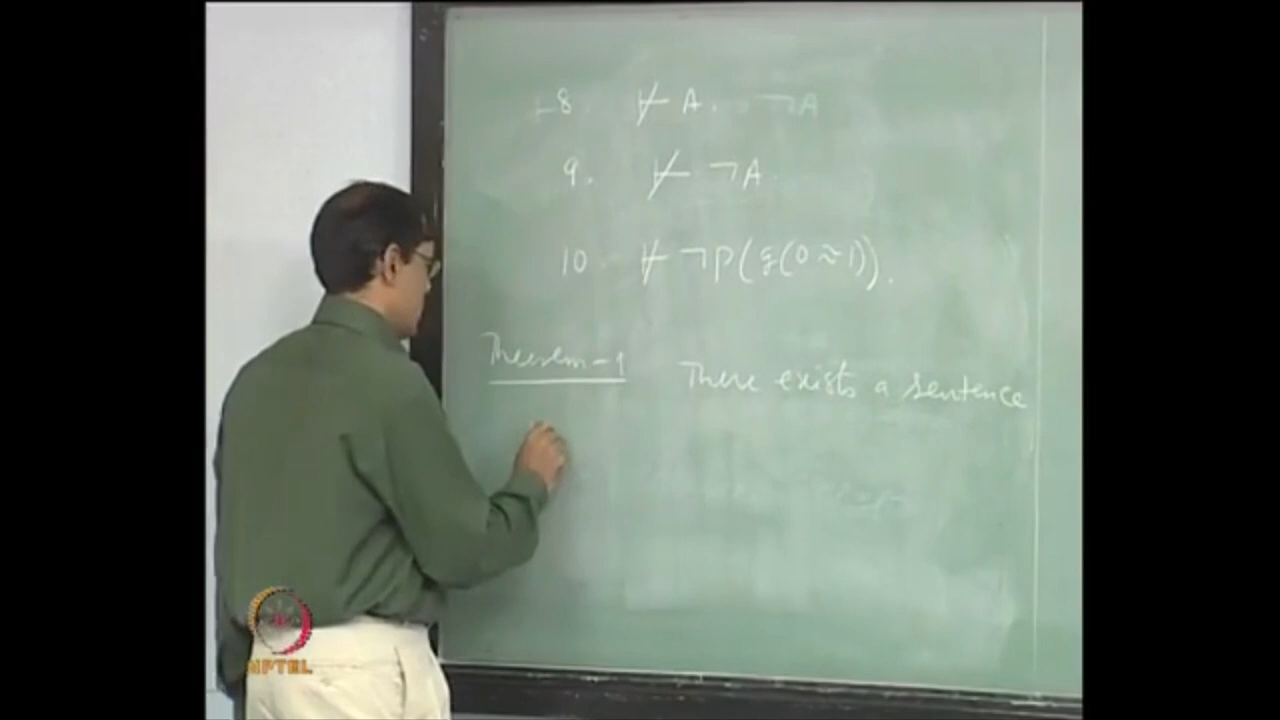 8. ⊬ A. ¬A
9. ⊬ ¬A.
10. ⊬ ¬P(g(0≈1)).
Theorem-1 There exists a sentence
NPTEL